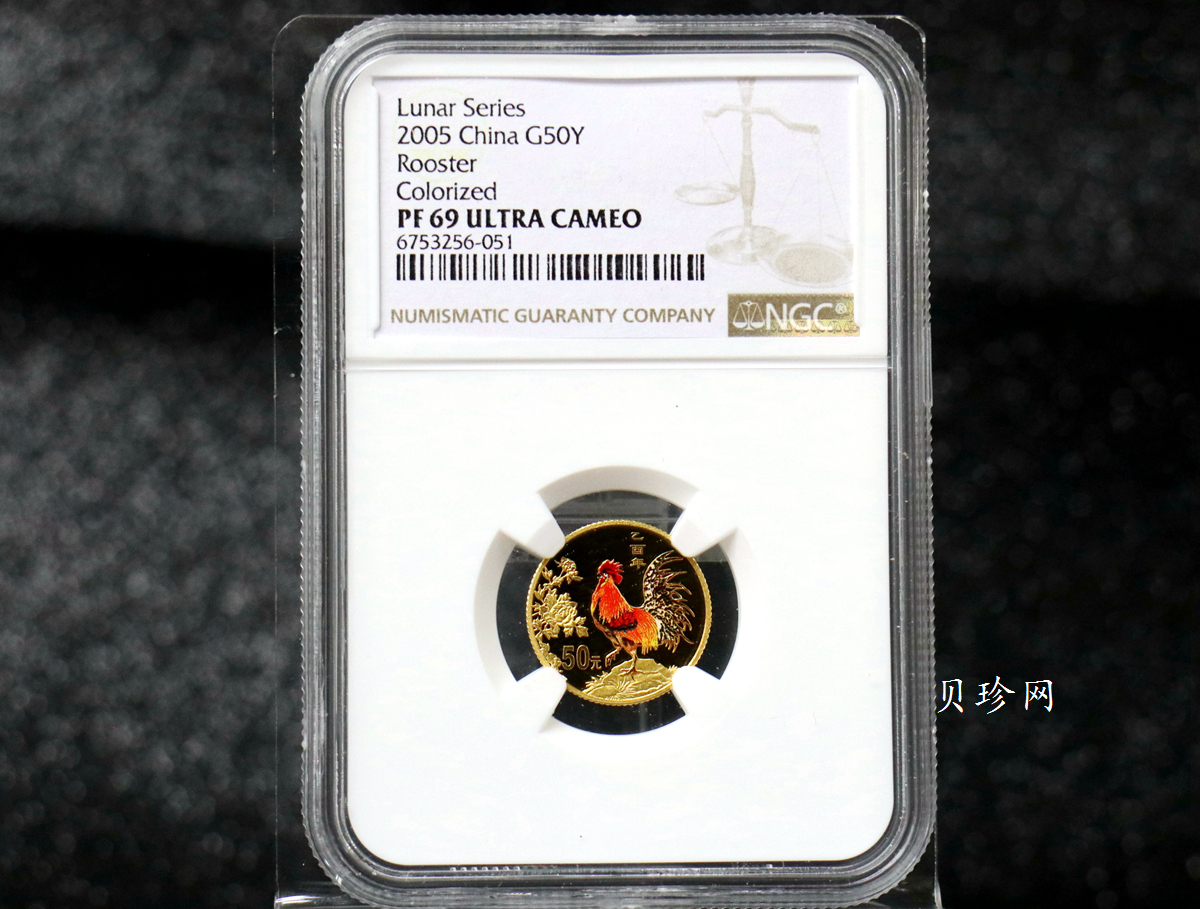 Lunar Series
2005 China G50Y
Rooster
Colorized
PF 69 ULTRA CAMEO
6753256-051
NUMISMATIC GUARANTY COMPANY
NGC®
乙酉年
50元
贝珍网